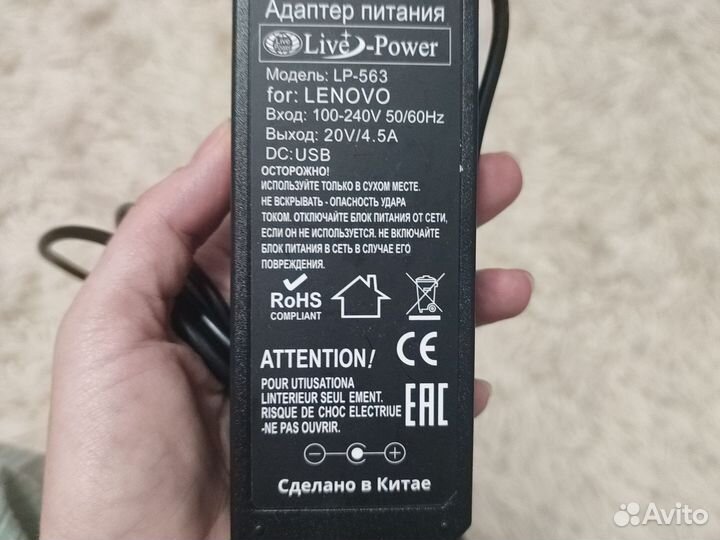 Адаптер питания
Live Power
Live-Power
Модель: LP-563
for: LENOVO
Вход: 100-240V 50/60Hz
Выход: 20V/4.5A
DC:USB
ОСТОРОЖНО!
ИСПОЛЬЗУЙТЕ ТОЛЬКО В СУХОМ МЕСТЕ.
НЕ ВСКРЫВАТЬ - ОПАСНОСТЬ УДАРА
ТОКОМ. ОТКЛЮЧАЙТЕ БЛОК ПИТАНИЯ ОТ СЕТИ,
ЕСЛИ ОН НЕ ИСПОЛЬЗУЕТСЯ. НЕ ВКЛЮЧАЙТЕ
БЛОК ПИТАНИЯ В СЕТЬ В СЛУЧАЕ ЕГО
ПОВРЕЖДЕНИЯ.
RoHS
COMPLIANT
CE
ATTENTION!
POUR UTIUSATIONA
LINTERIEUR SEUL EMENT.
RISQUE DE CHOC ELECTRIUE
-NE PAS OUVRIR.
EAC
Сделано в Китае
Avito